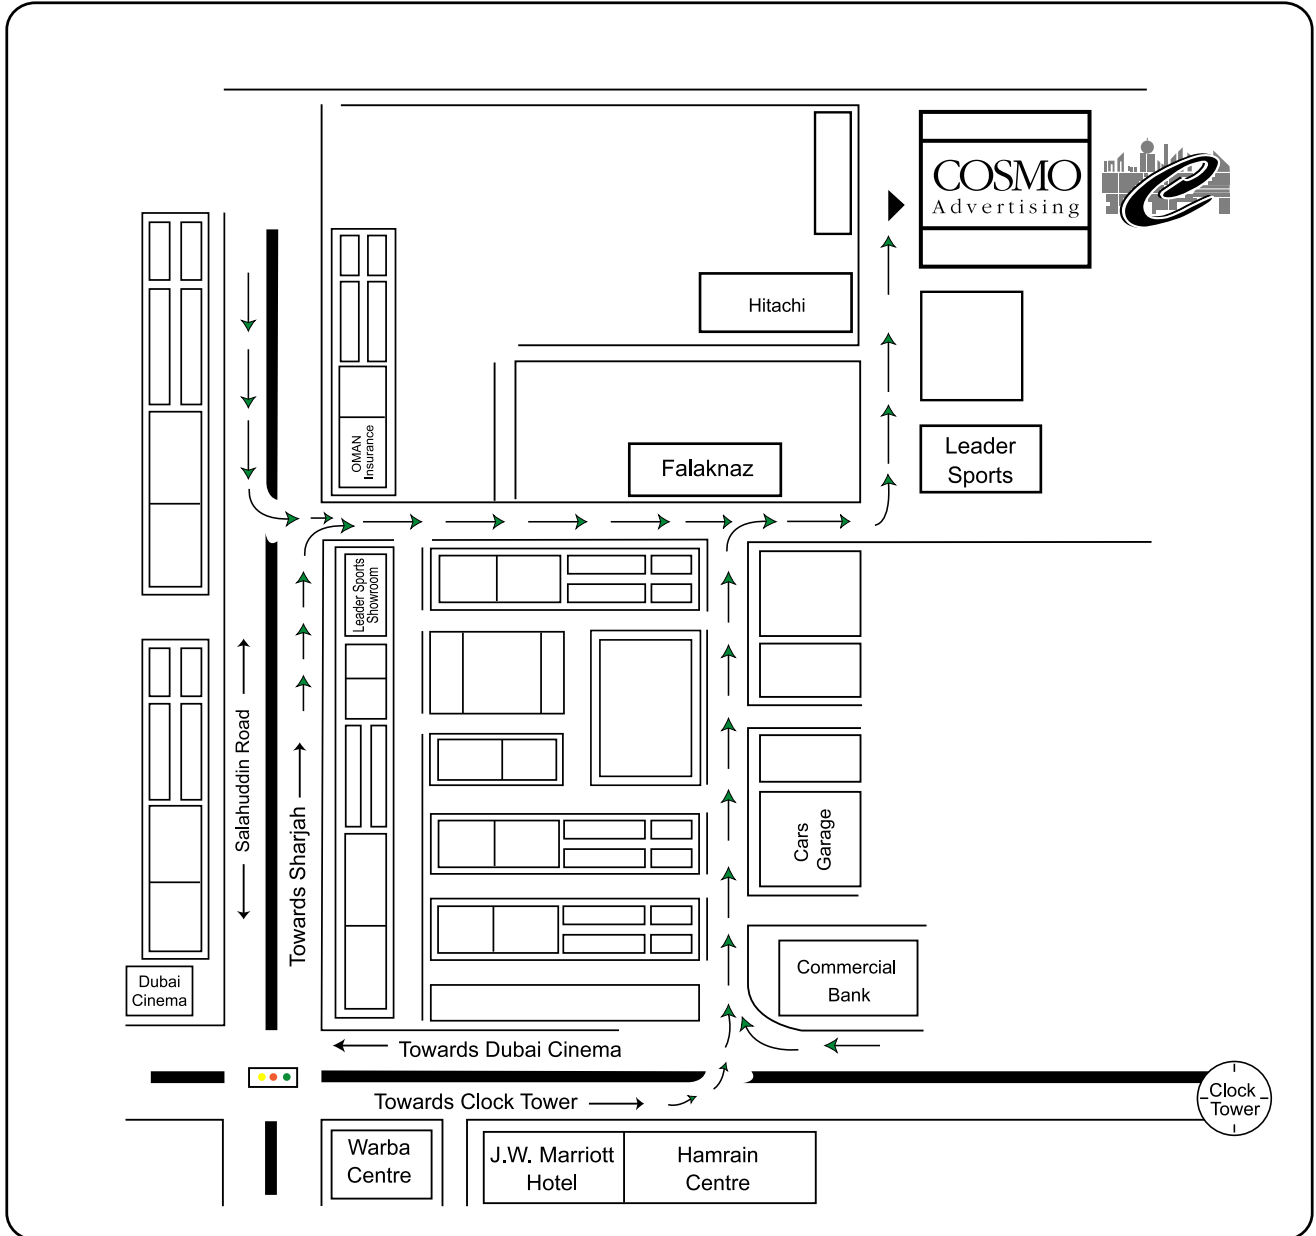 COSMO
Advertising
Hitachi
OMAN
Insurance
Falaknaz
Leader
Sports
Leader Sports
Showroom
Salahuddin Road
Towards Sharjah
Cars
Garage
Commercial
Bank
Dubai
Cinema
Towards Dubai Cinema
Towards Clock Tower
Clock
Tower
Warba
Centre
J.W. Marriott
Hotel
Hamrain
Centre